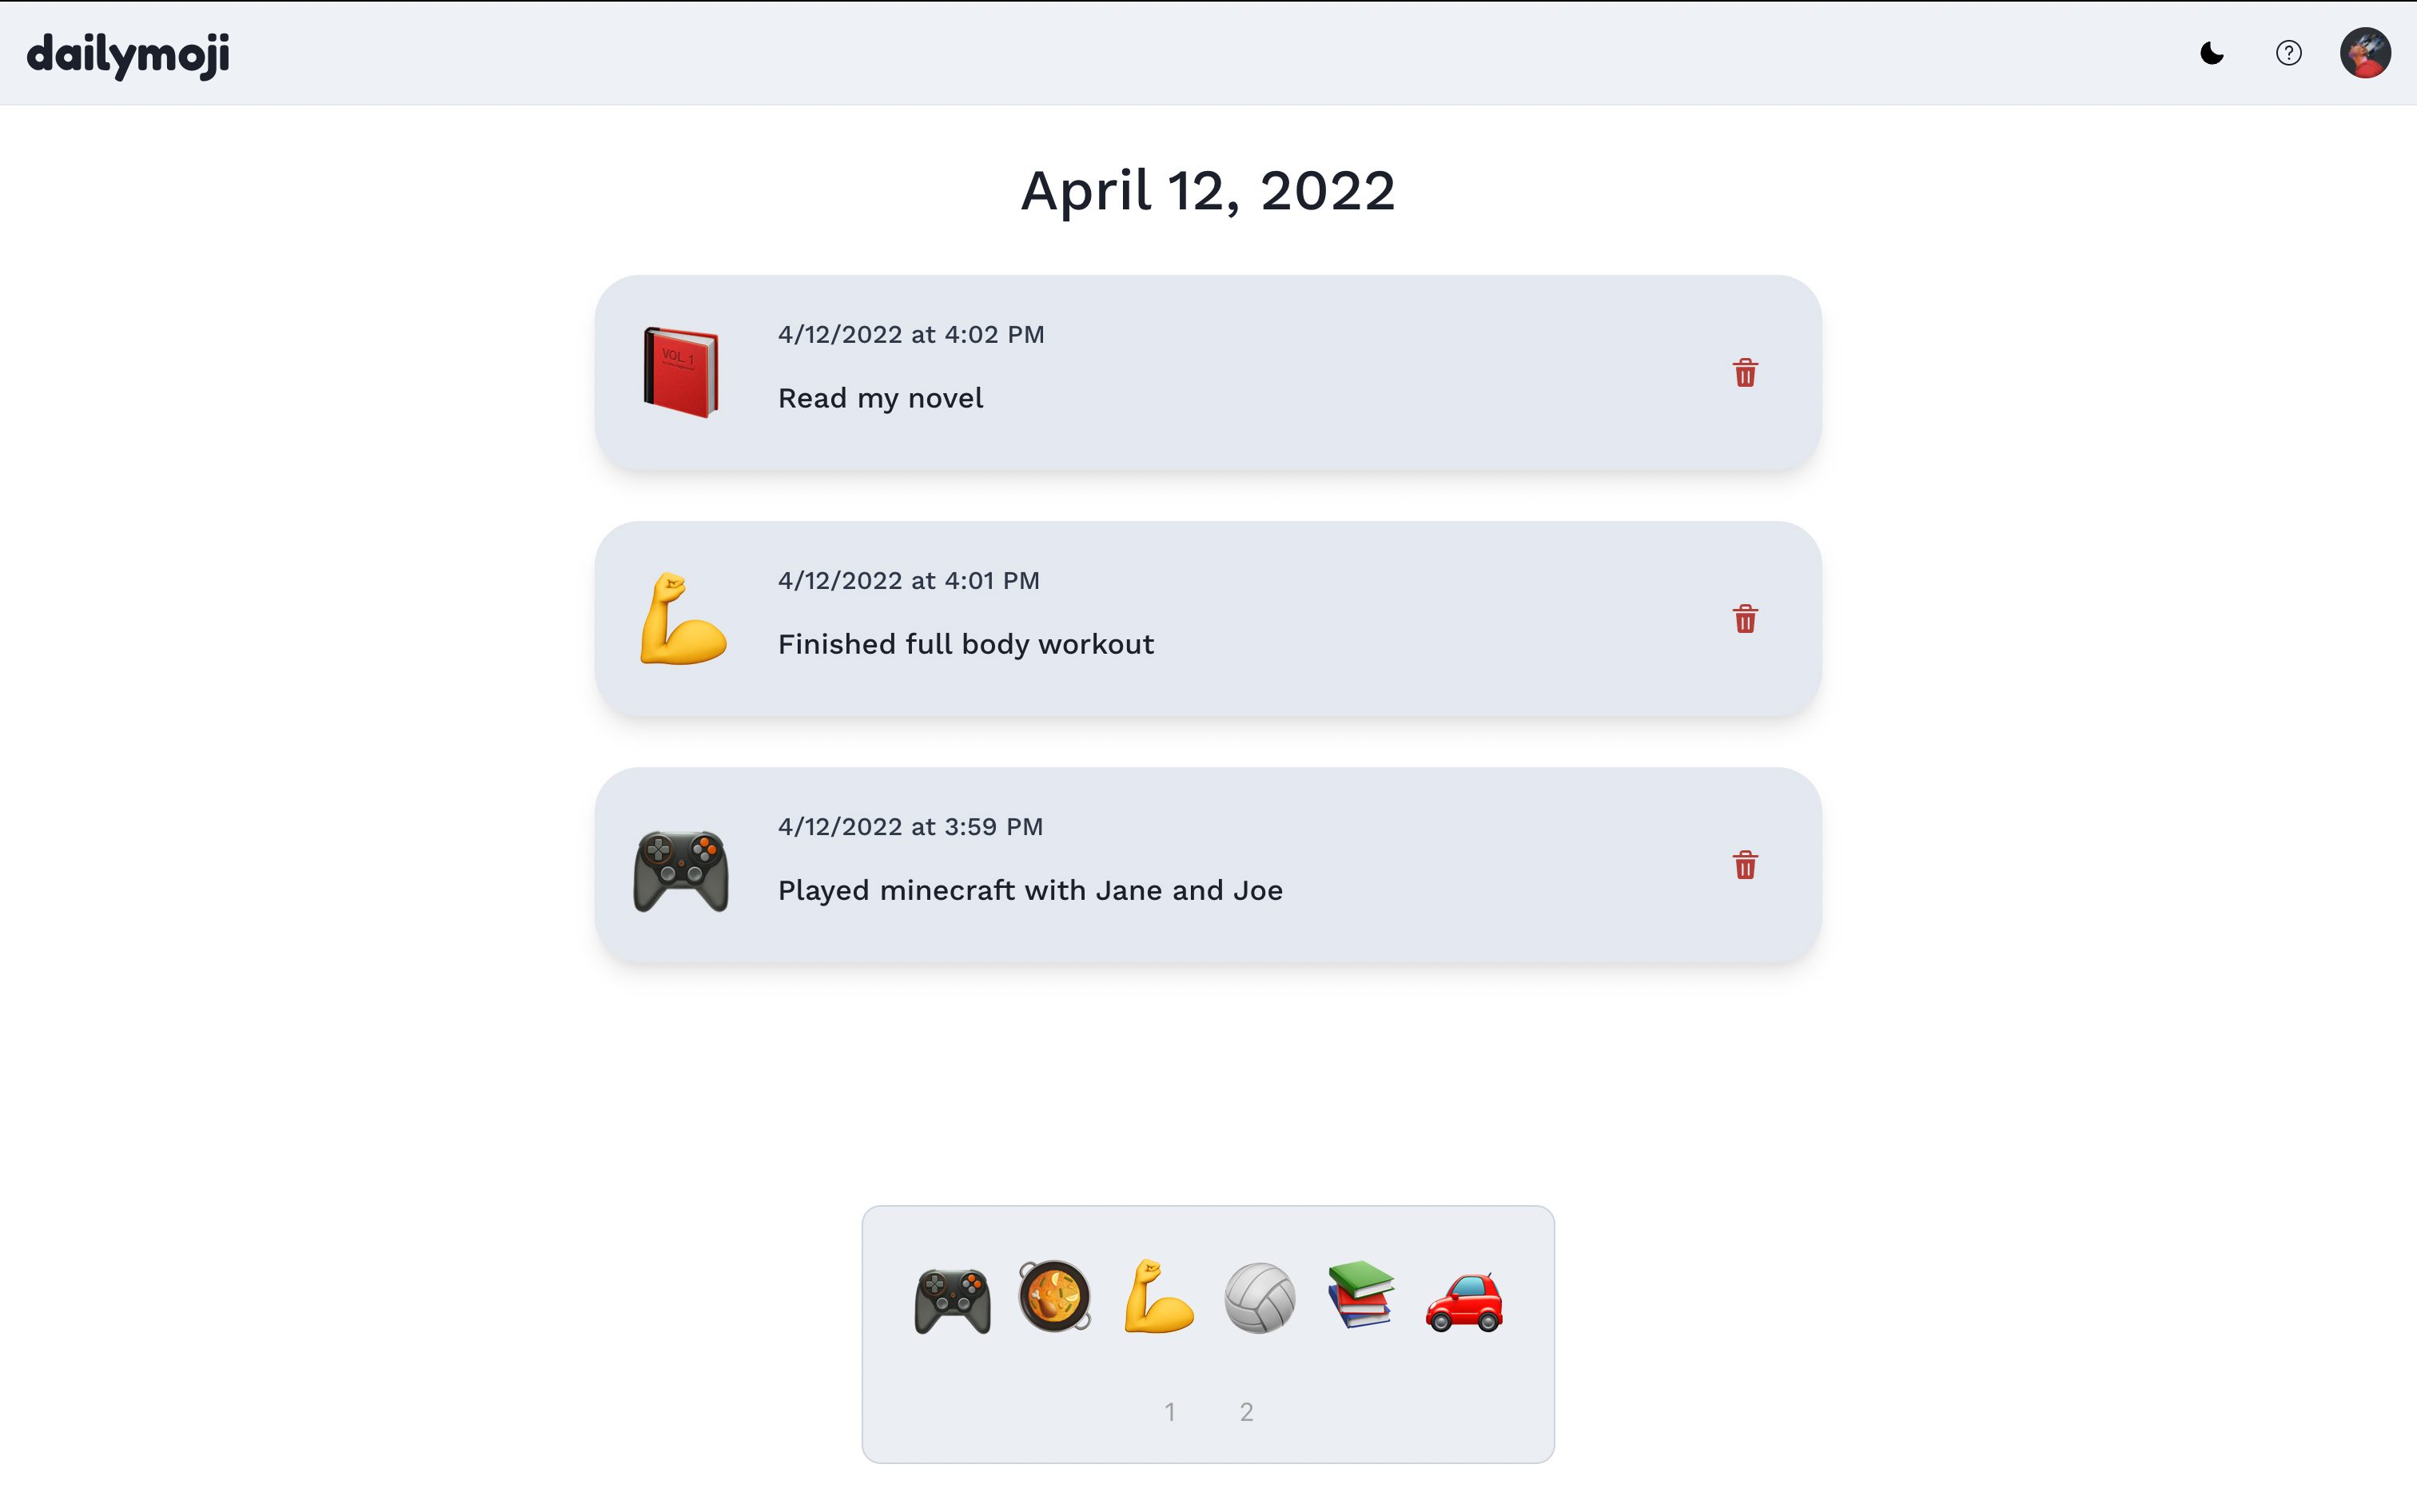 dailymoji
?
April 12, 2022
VOL. 1
4/12/2022 at 4:02 PM
Read my novel
4/12/2022 at 4:01 PM
Finished full body workout
4/12/2022 at 3:59 PM
Played minecraft with Jane and Joe
1 2